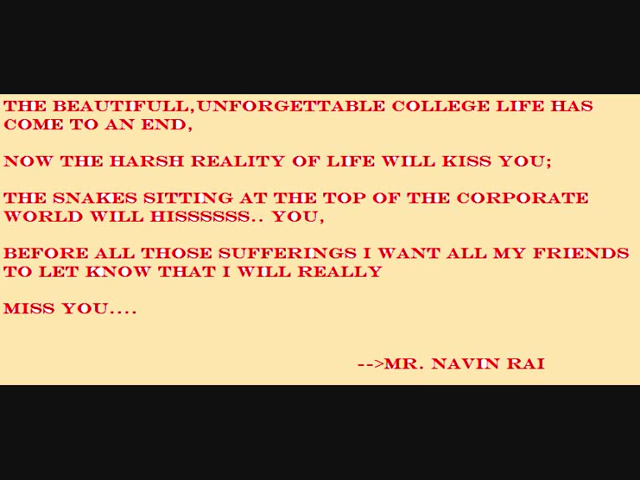 THE BEAUTIFULL,UNFORGETTABLE COLLEGE LIFE HAS
COME TO AN END,
NOW THE HARSH REALITY OF LIFE WILL KISS YOU;
THE SNAKES SITTING AT THE TOP OF THE CORPORATE
WORLD WILL HISSSSSS.. YOU,
BEFORE ALL THOSE SUFFERINGS I WANT ALL MY FRIENDS
TO LET KNOW THAT I WILL REALLY
MISS YOU....
-->MR. NAVIN RAI